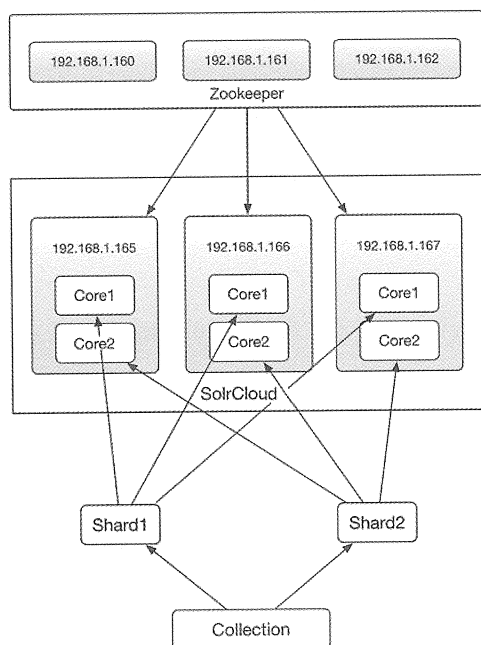 192.168.1.160 192.168.1.161 192.168.1.162
Zookeeper
192.168.1.165 192.168.1.166 192.168.1.167
Core1 Core1 Core1
Core2 Core2 Core2
SolrCloud
Shard1 Shard2
Collection